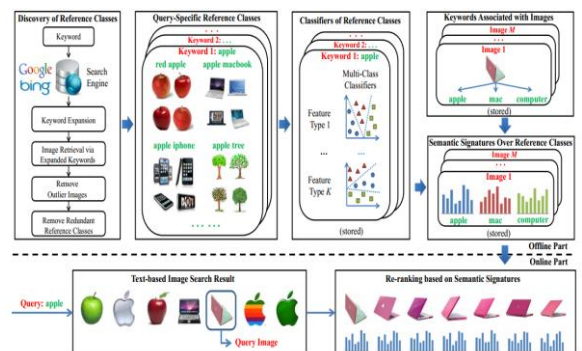 Discovery of Reference Classes
Keyword
Google
bing
Search
Engine
Keyword Expansion
Image Retrieval via
Expanded Keywords
Remove
Outlier Images
Remove Redundant
Reference Classes
Query-Specific Reference Classes
. . .
Keyword 2: . . .
Keyword 1: apple
red apple apple macbook
apple iphone apple tree
... ...
Classifiers of Reference Classes
. . .
Keyword 2: . . .
Keyword 1: apple
Multi-Class
Classifiers
Feature
Type 1
... ...
Feature
Type K
(stored)
Keywords Associated with Images
Image M
. . .
Image 1
apple mac computer
(stored)
Semantic Signatures Over Reference Classes
Image M
. . .
Image 1
apple mac computer
(stored)
Offline Part
Online Part
Query: apple
Text-based Image Search Result
Query Image
Re-ranking based on Semantic Signatures